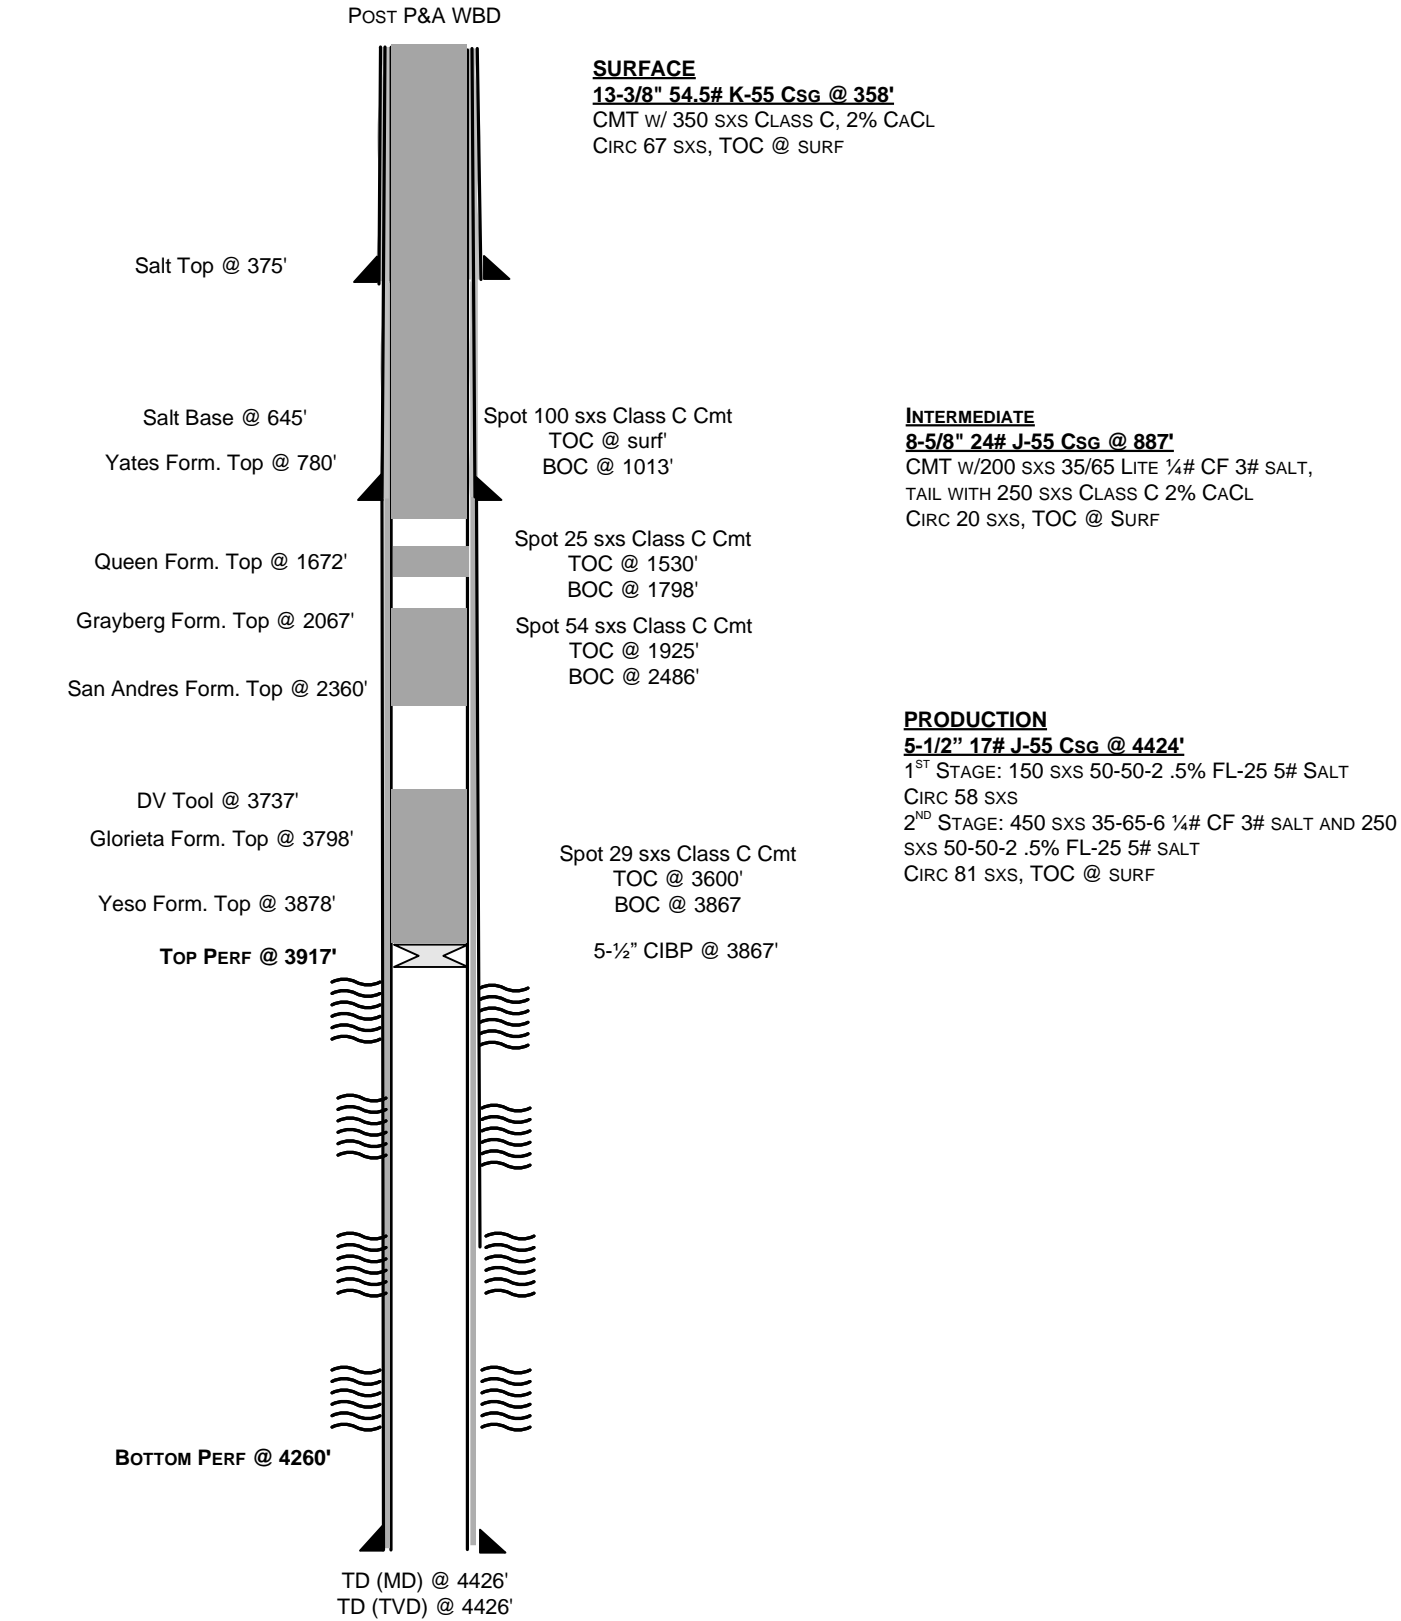 POST P&A WBD
SURFACE
13-3/8" 54.5# K-55 CSG @ 358'
CMT W/ 350 SXS CLASS C, 2% CACL
CIRC 67 SXS, TOC @ SURF
Salt Top @ 375'
Salt Base @ 645'
Yates Form. Top @ 780'
Spot 100 sxs Class C Cmt
TOC @ surf'
BOC @ 1013'
INTERMEDIATE
8-5/8" 24# J-55 CSG @ 887'
CMT W/200 SXS 35/65 LITE ¼# CF 3# SALT,
TAIL WITH 250 SXS CLASS C 2% CACL
CIRC 20 SXS, TOC @ SURF
Queen Form. Top @ 1672'
Spot 25 sxs Class C Cmt
TOC @ 1530'
BOC @ 1798'
Grayberg Form. Top @ 2067'
San Andres Form. Top @ 2360'
Spot 54 sxs Class C Cmt
TOC @ 1925'
BOC @ 2486'
PRODUCTION
5-1/2” 17# J-55 CSG @ 4424'
1ST STAGE: 150 SXS 50-50-2 .5% FL-25 5# SALT
CIRC 58 SXS
2ND STAGE: 450 SXS 35-65-6 ¼# CF 3# SALT AND 250
SXS 50-50-2 .5% FL-25 5# SALT
CIRC 81 SXS, TOC @ SURF
DV Tool @ 3737'
Glorieta Form. Top @ 3798'
Yeso Form. Top @ 3878'
Spot 29 sxs Class C Cmt
TOC @ 3600'
BOC @ 3867
TOP PERF @ 3917'
5-½” CIBP @ 3867'
BOTTOM PERF @ 4260'
TD (MD) @ 4426'
TD (TVD) @ 4426'